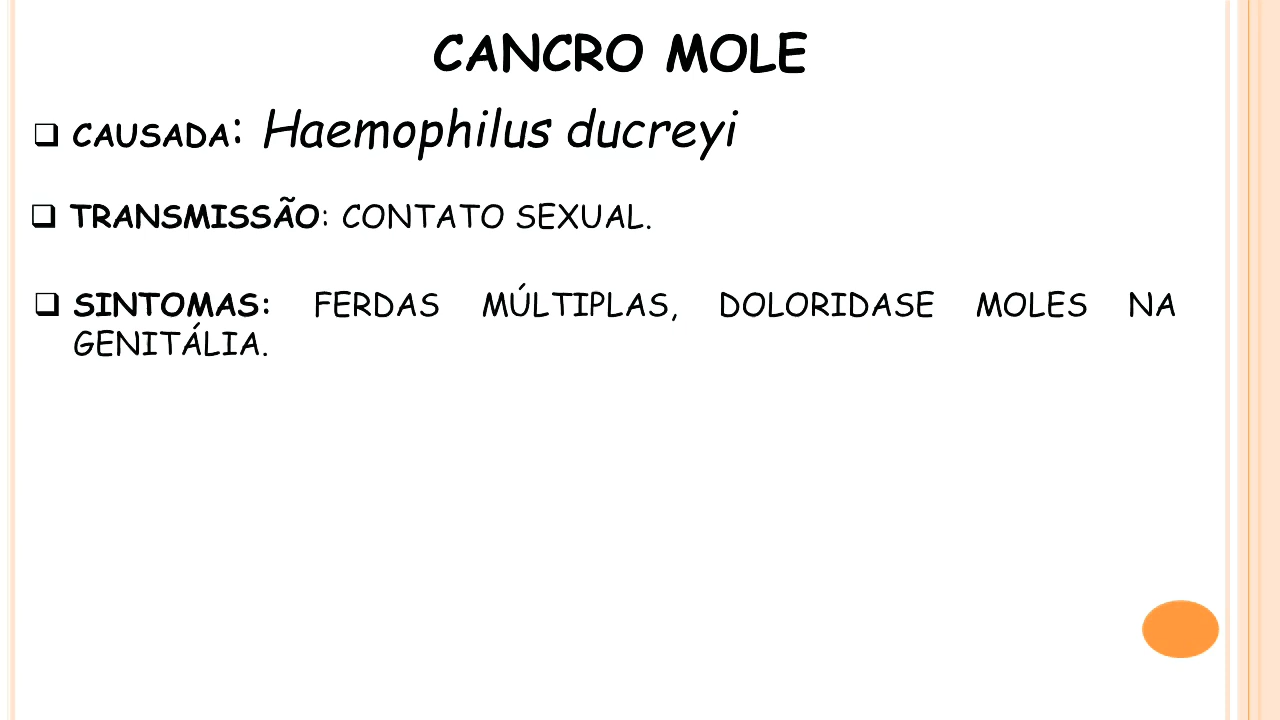 CANCRO MOLE
CAUSADA: Haemophilus ducreyi
TRANSMISSÃO: CONTATO SEXUAL.
SINTOMAS: FERDAS MÚLTIPLAS, DOLORIDASE MOLES NA
GENITÁLIA.